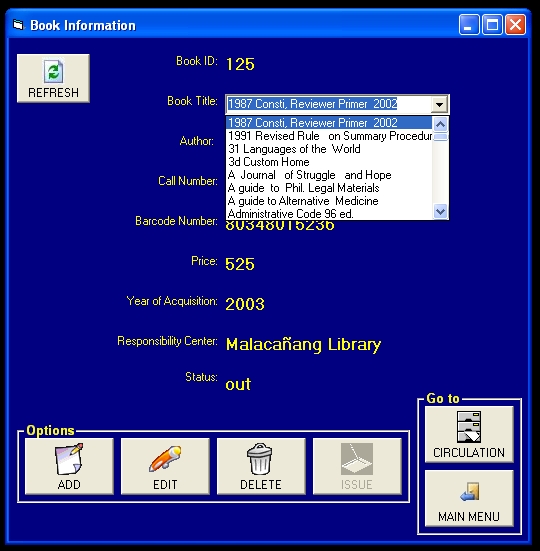 Book Information
REFRESH
Book ID: 125
Book Title: 1987 Consti, Reviewer Primer 2002
1987 Consti, Reviewer Primer 2002
1991 Revised Rule on Summary Procedur
31 Languages of the World
3d Custom Home
A Journal of Struggle and Hope
A guide to Phil. Legal Materials
A guide to Alternative Medicine
Administrative Code 96 ed.
Author:
Call Number:
Barcode Number: 80348015236
Price: 525
Year of Acquisition: 2003
Responsibility Center: Malacañang Library
Status: out
Options
ADD EDIT DELETE ISSUE
Go to
CIRCULATION
MAIN MENU